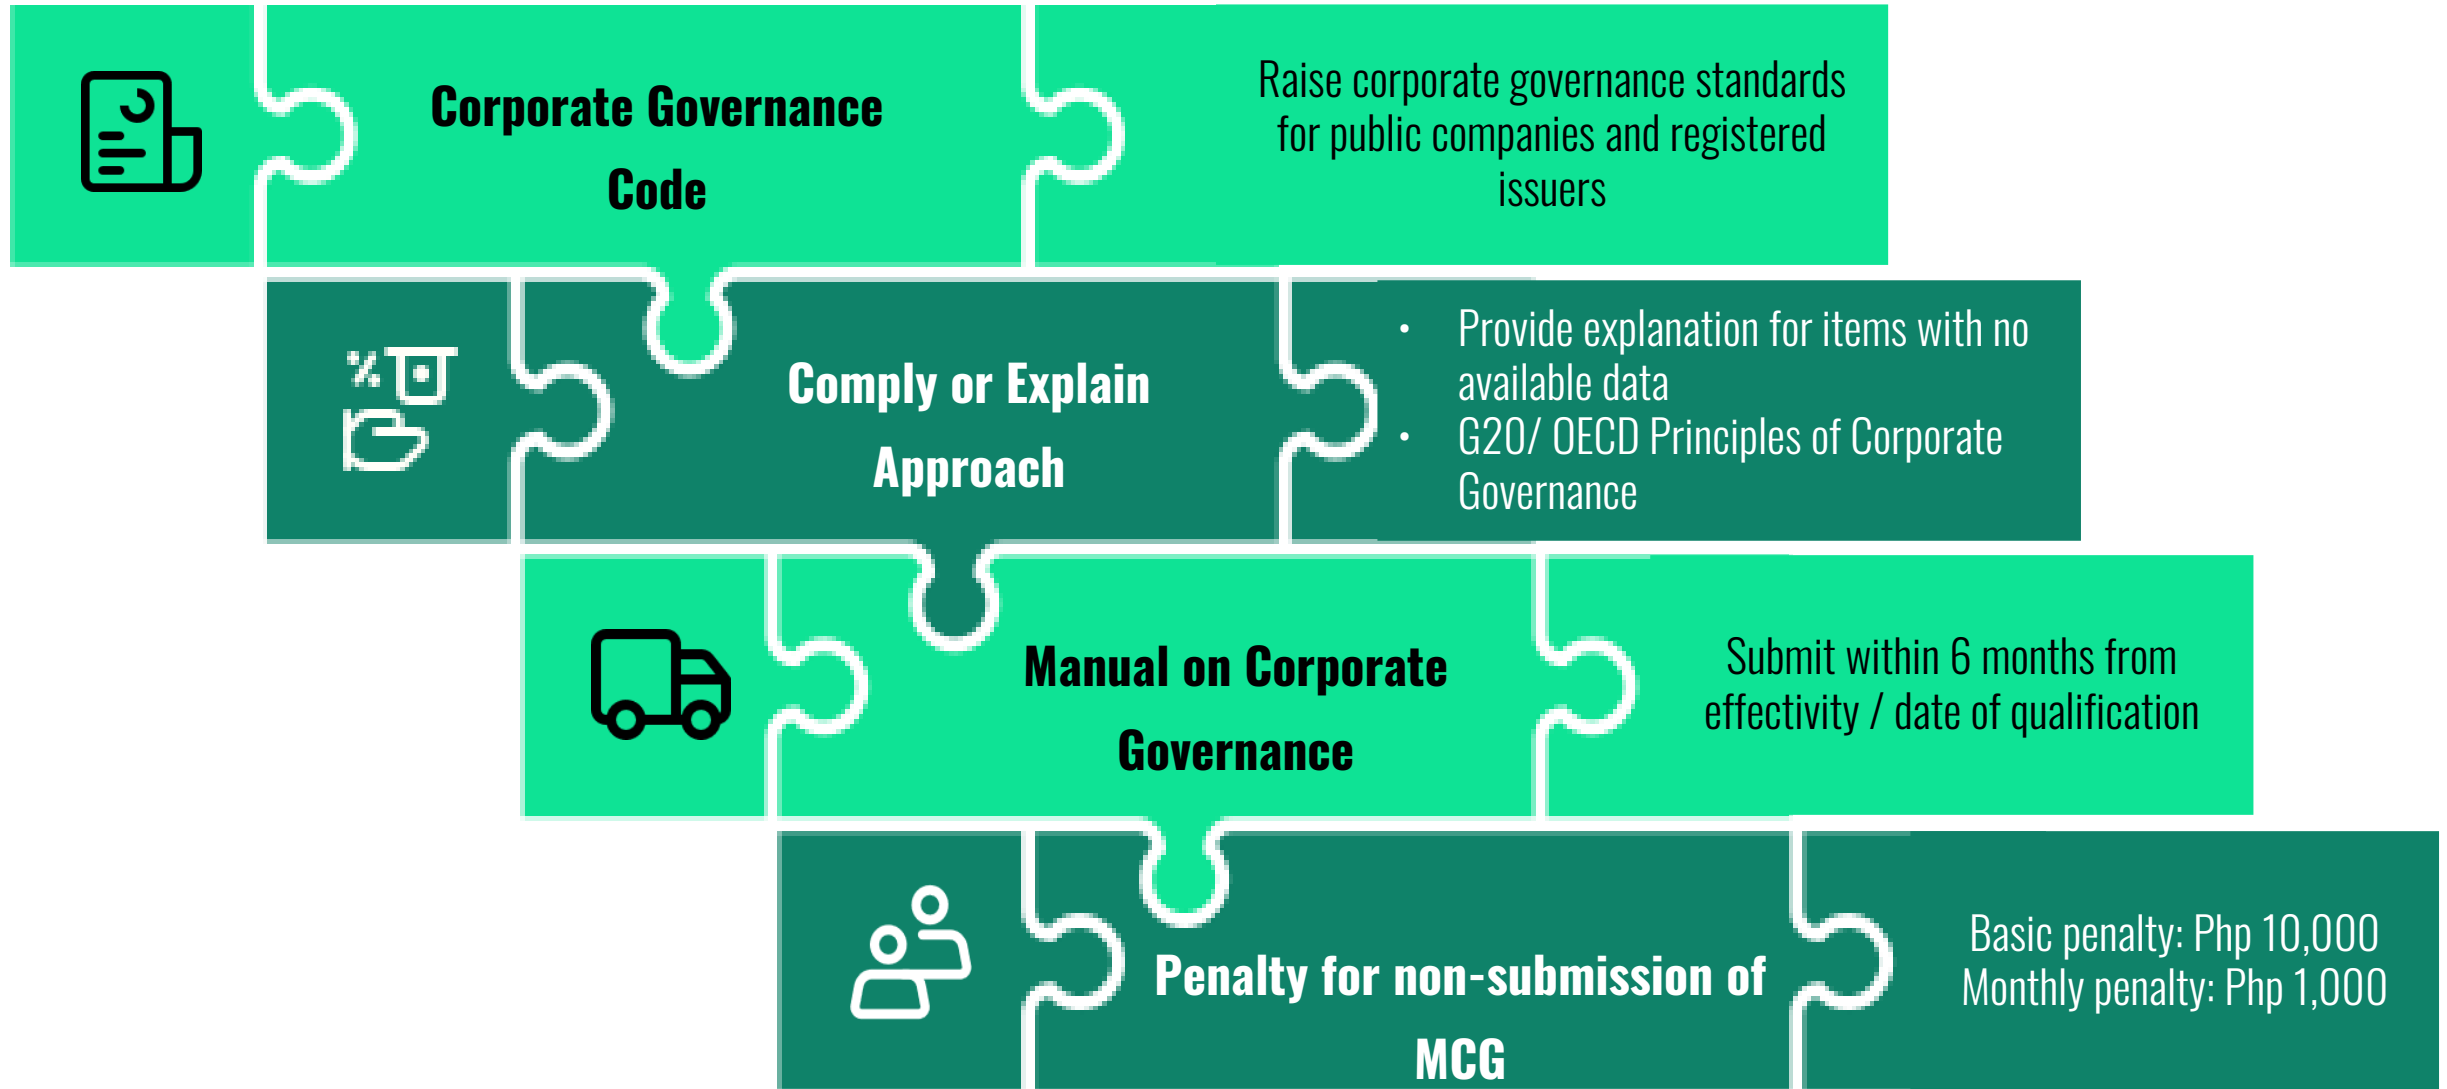 Corporate Governance
Code
Raise corporate governance standards
for public companies and registered
issuers
Comply or Explain
Approach
• Provide explanation for items with no
available data
• G20/ OECD Principles of Corporate
Governance
Manual on Corporate
Governance
Submit within 6 months from
effectivity / date of qualification
Penalty for non-submission of
MCG
Basic penalty: Php 10,000
Monthly penalty: Php 1,000